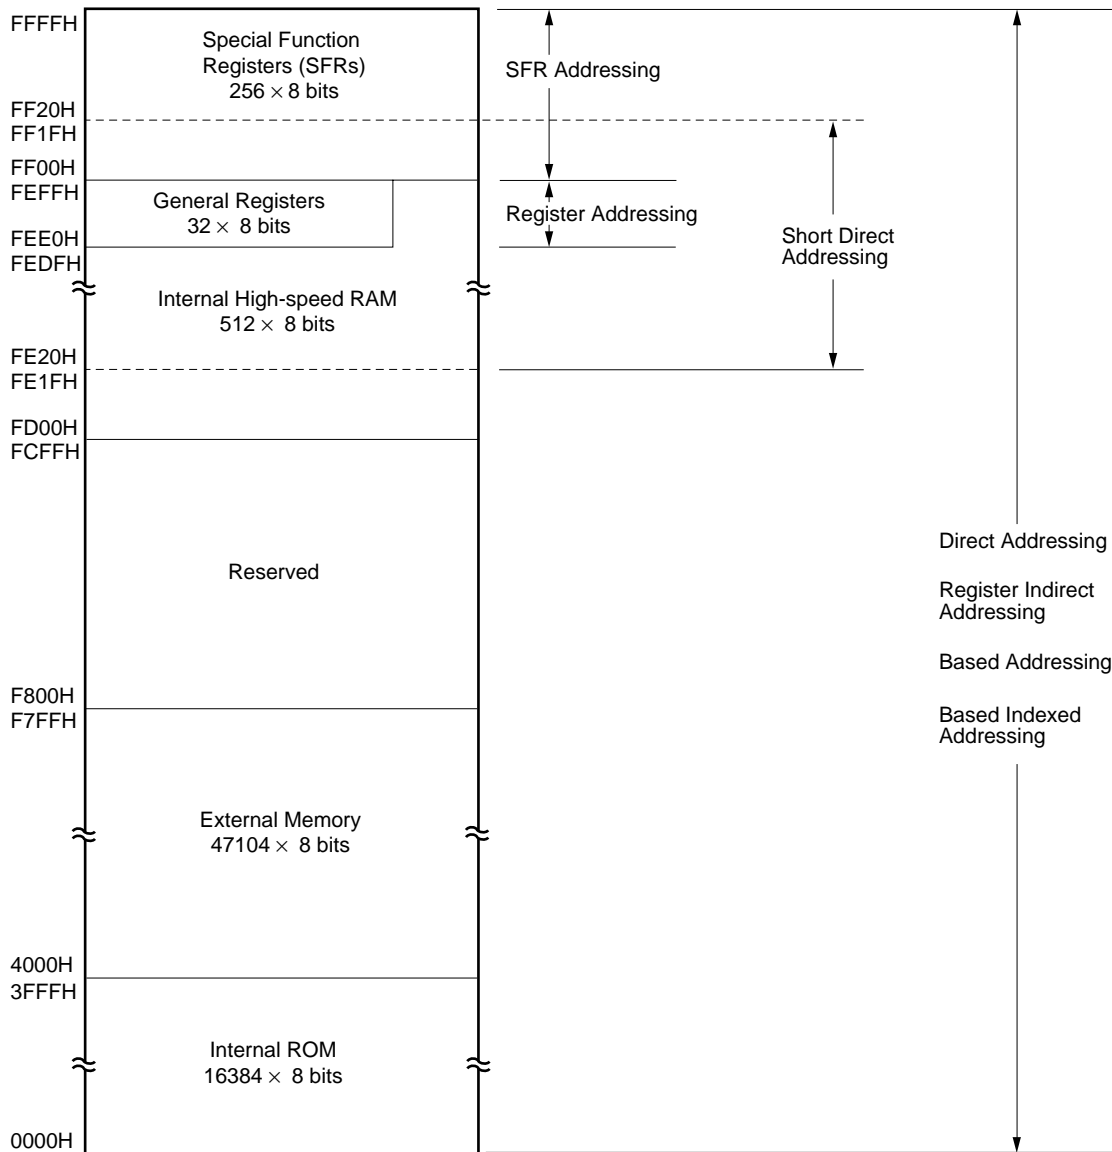 FFFFH
Special Function
Registers (SFRs)
256 × 8 bits
SFR Addressing
FF20H
FF1FH
FF00H
FEFFH
General Registers
32 × 8 bits
Register Addressing
Short Direct
Addressing
FEE0H
FEDFH
Internal High-speed RAM
512 × 8 bits
FE20H
FE1FH
FD00H
FCFFH
Reserved
Direct Addressing
Register Indirect
Addressing
Based Addressing
Based Indexed
Addressing
F800H
F7FFH
External Memory
47104 × 8 bits
4000H
3FFFH
Internal ROM
16384 × 8 bits
0000H